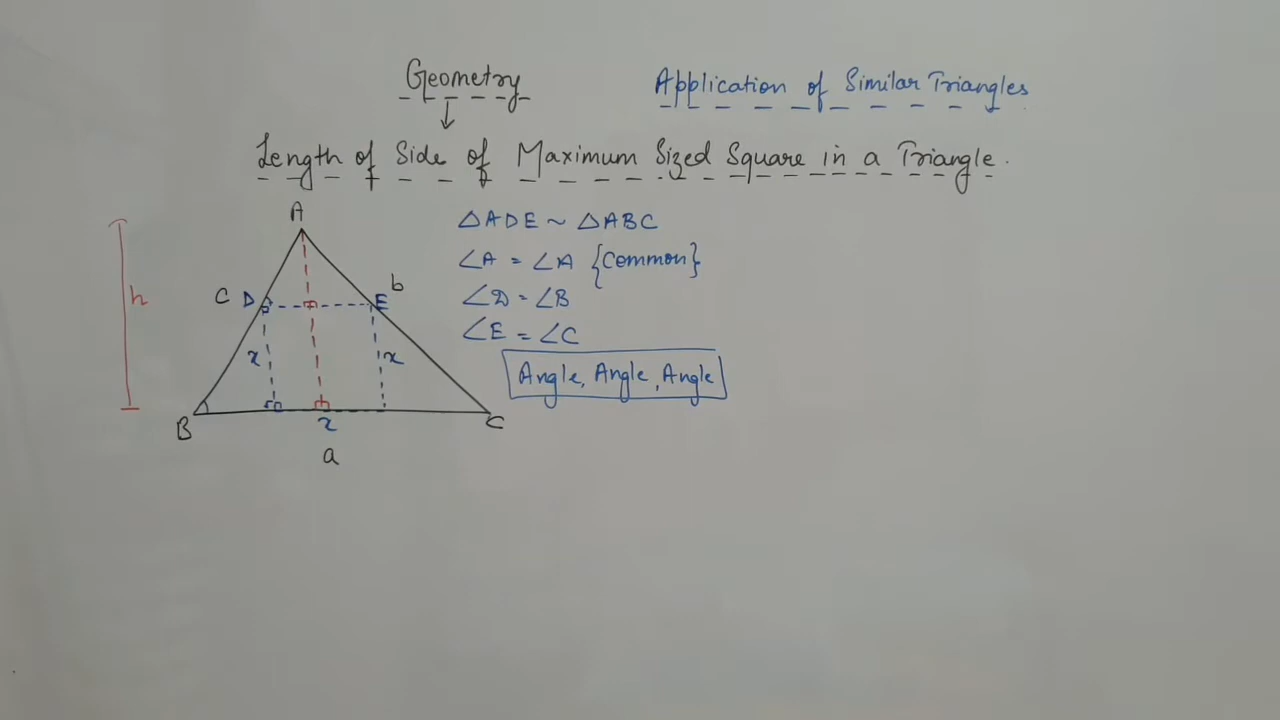 Geometry
Application of Similar Triangles
Length of Side of Maximum Sized Square in a Triangle.
A
h
C
D
E
b
x
x
B
x
C
a
△ADE ~ △ABC
∠A = ∠A {Common}
∠D = ∠B
∠E = ∠C
Angle, Angle, Angle